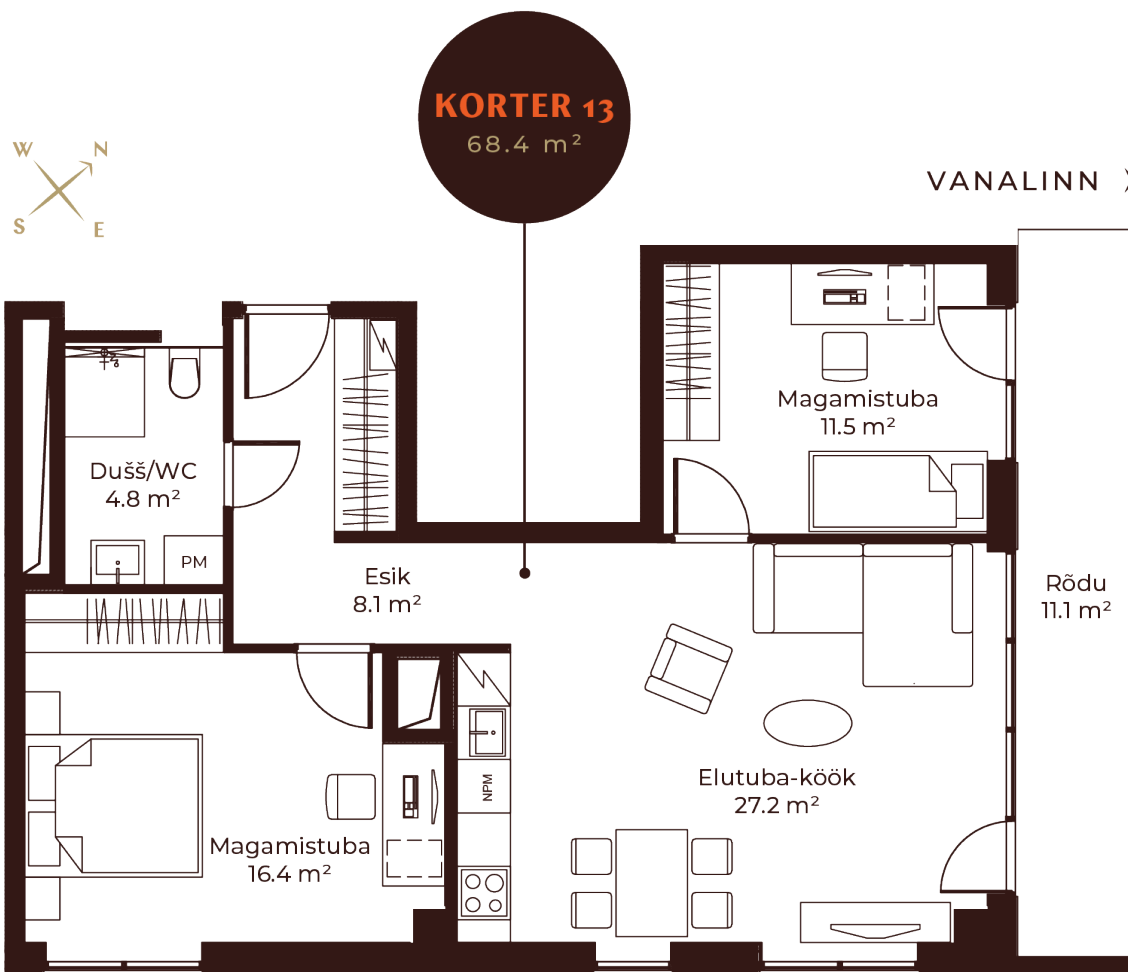 KORTER 13
68.4 m²
W
N
S
E
VANALINN
Magamistuba
11.5 m²
Dušš/WC
4.8 m²
PM
Esik
8.1 m²
Rõdu
11.1 m²
NPM
Elutuba-köök
27.2 m²
Magamistuba
16.4 m²